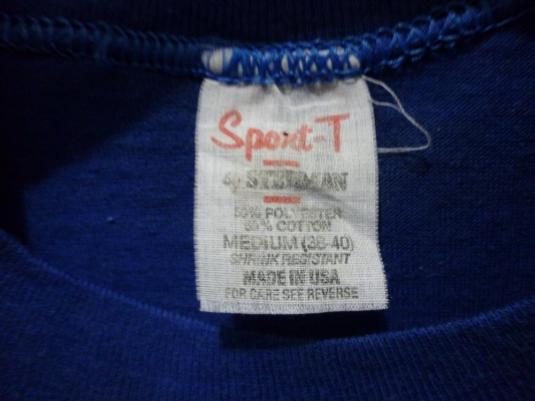 Sport-T
by STEDMAN
50% POLYESTER
50% COTTON
MEDIUM (38-40)
SHRINK RESISTANT
MADE IN USA
FOR CARE SEE REVERSE